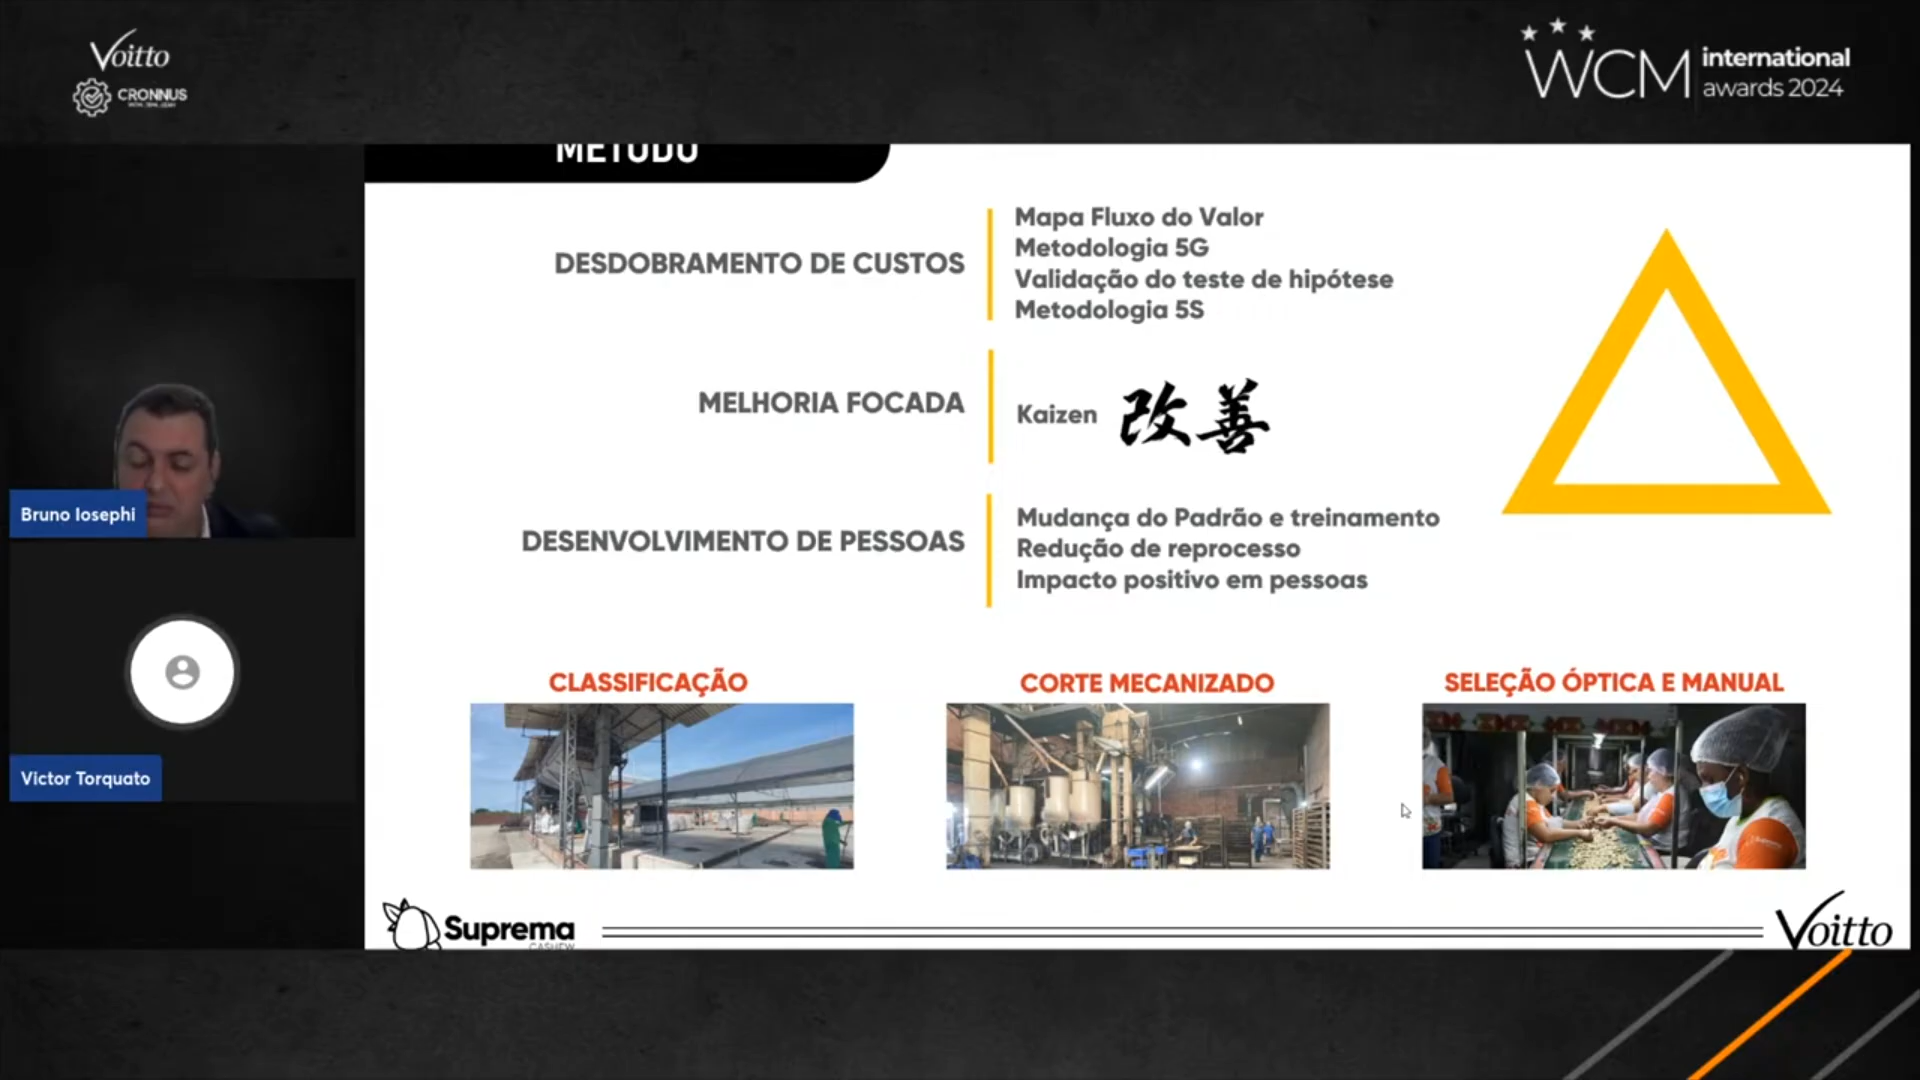 Voitto
CRONNUS
WCM international
awards 2024
MÉTODO
DESDOBRAMENTO DE CUSTOS
Mapa Fluxo do Valor
Metodologia 5G
Validação do teste de hipótese
Metodologia 5S
MELHORIA FOCADA
Kaizen 改善
DESENVOLVIMENTO DE PESSOAS
Mudança do Padrão e treinamento
Redução de reprocesso
Impacto positivo em pessoas
CLASSIFICAÇÃO
CORTE MECANIZADO
SELEÇÃO ÓPTICA E MANUAL
Bruno Iosephi
Victor Torquato
Suprema
CASHEW
Voitto